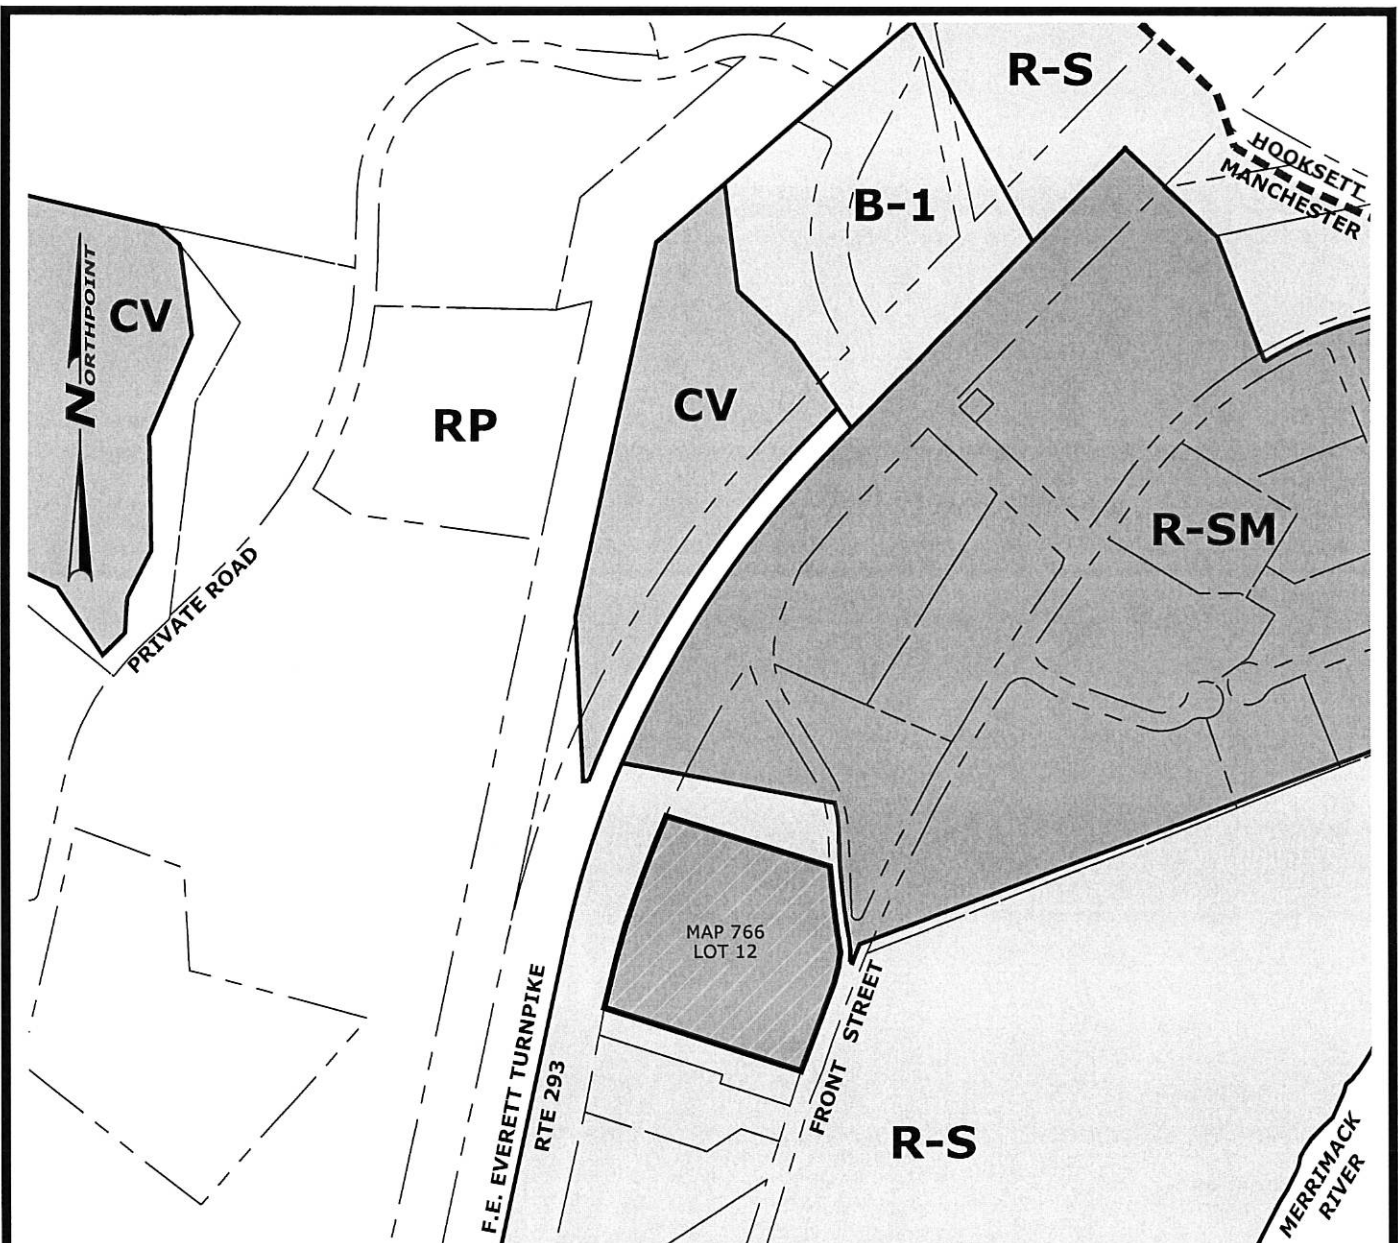 R-S
HOOKSETT
MANCHESTER
B-1
NORTHPOINT
CV
CV
RP
R-SM
PRIVATE ROAD
MAP 766
LOT 12
F.E. EVERETT TURNPIKE
RTE 293
FRONT STREET
R-S
MERRIMACK
RIVER